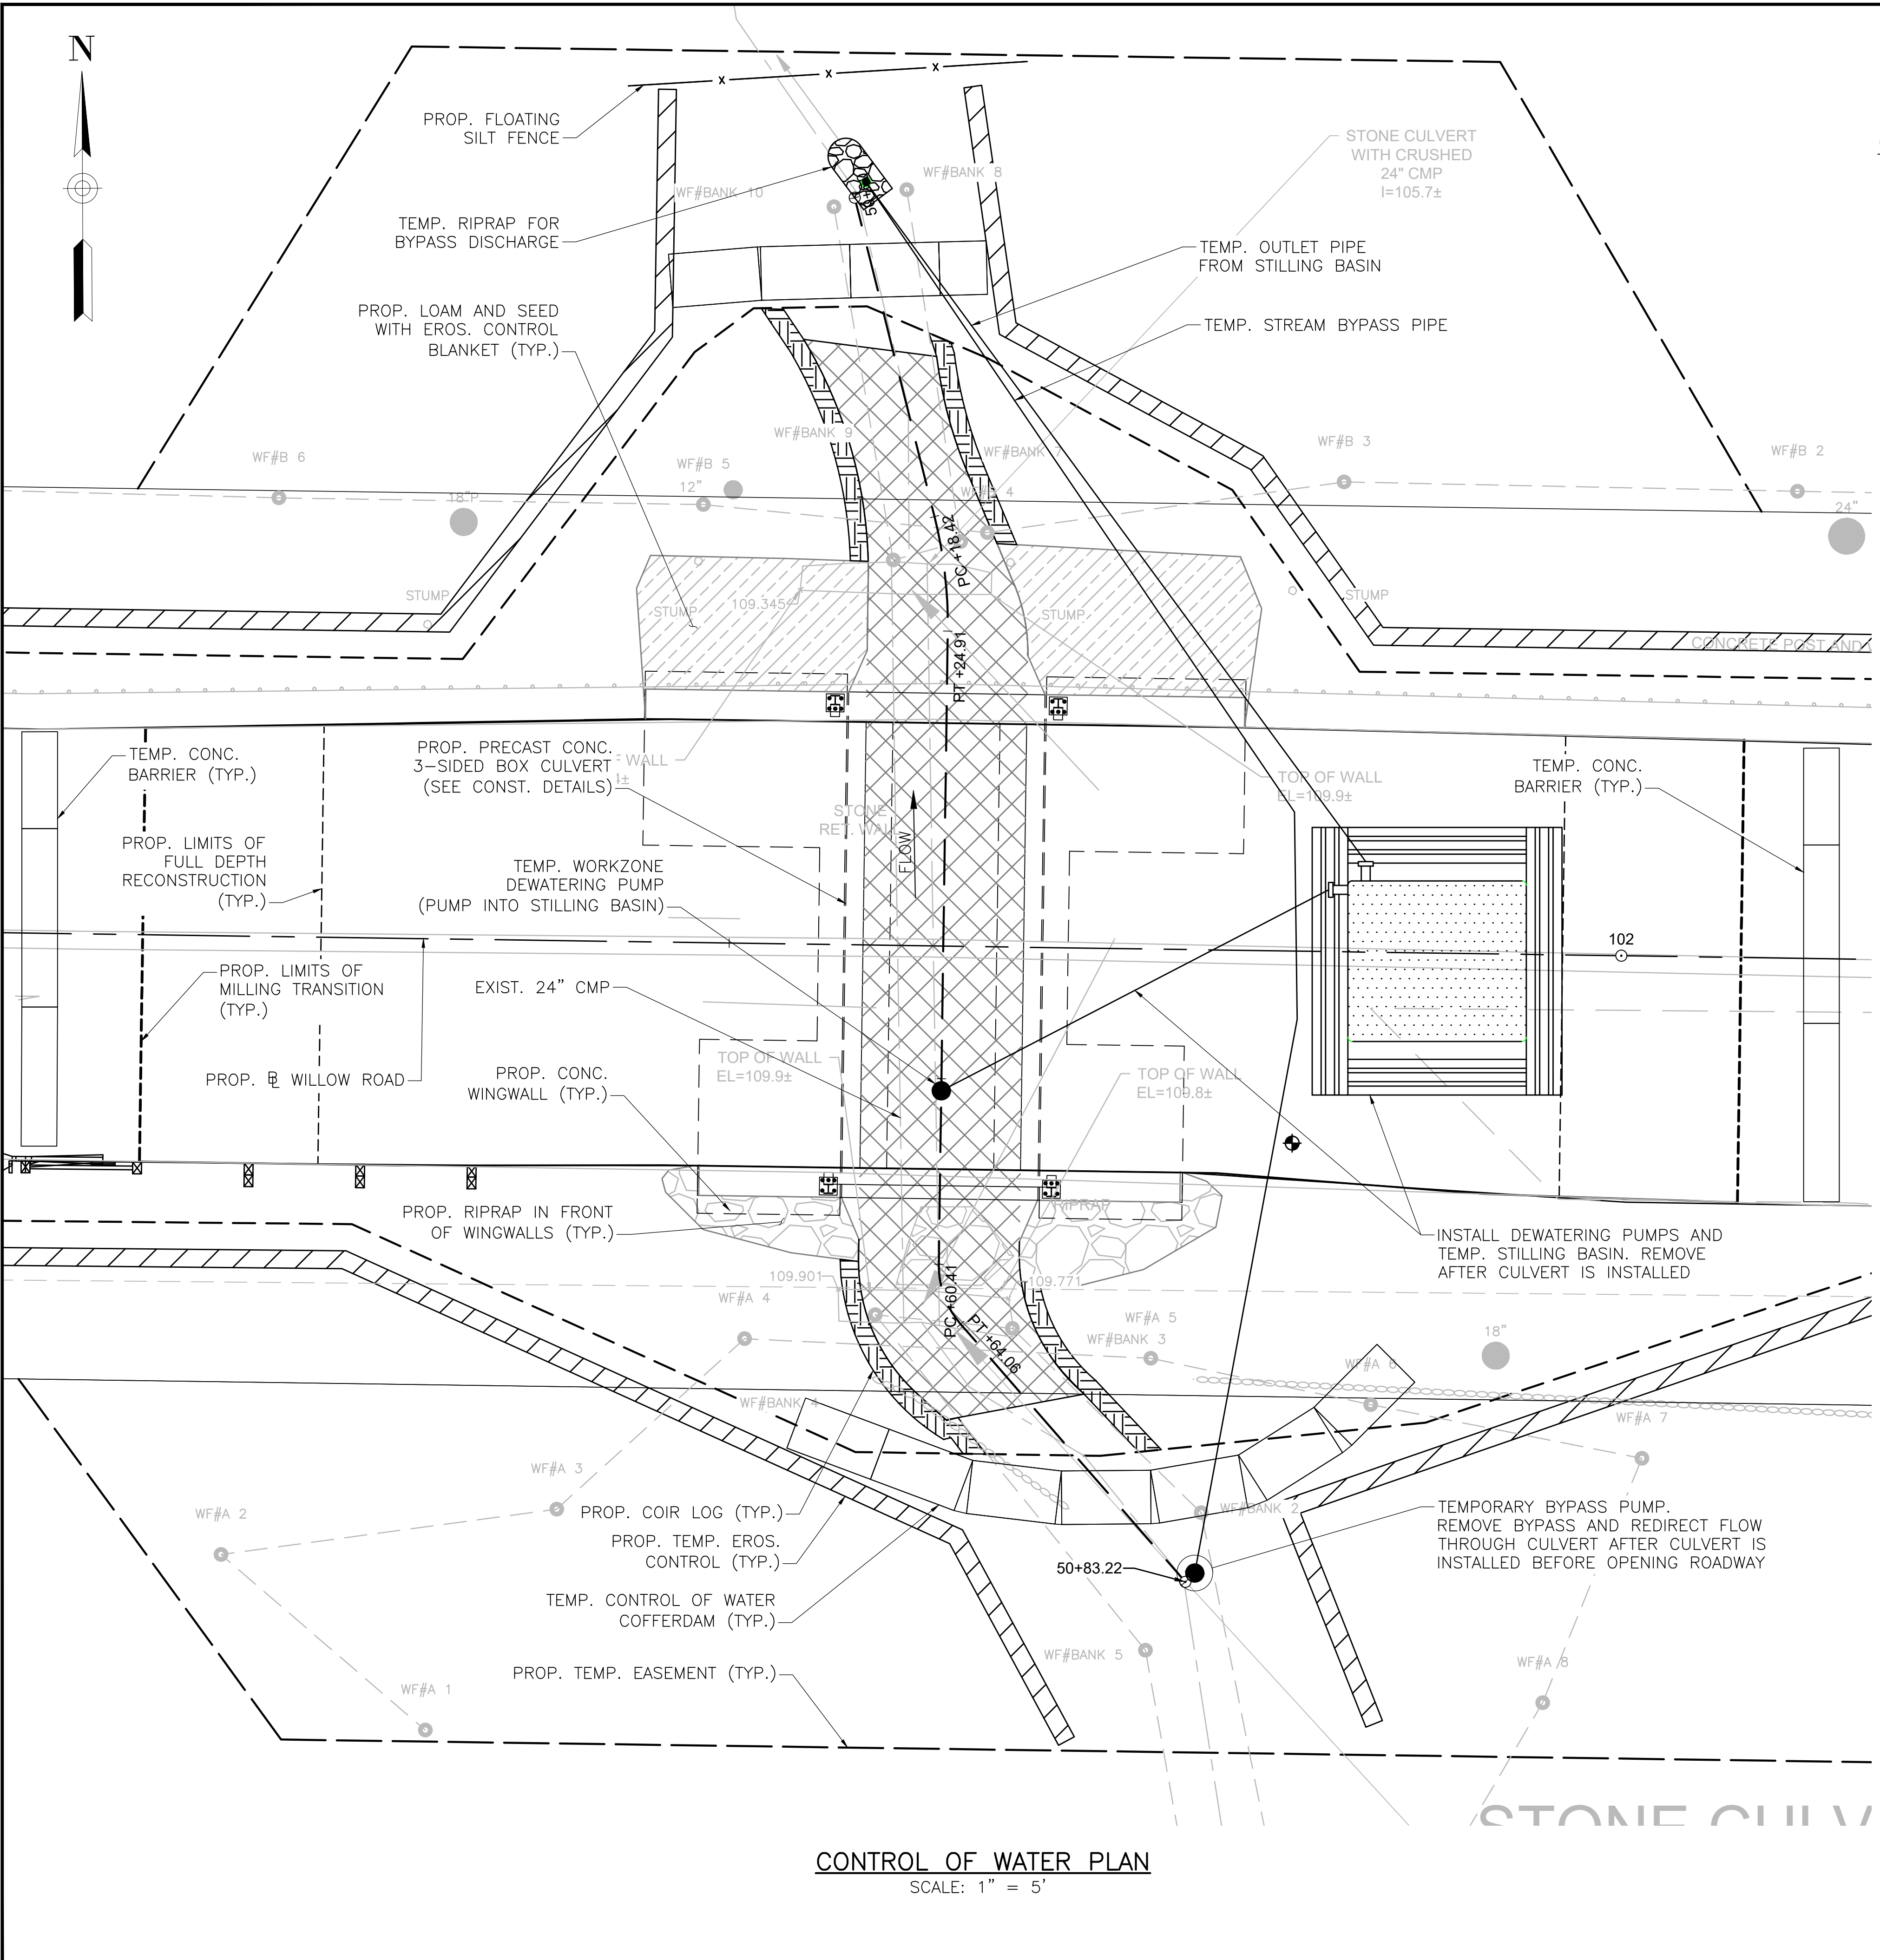 N
PROP. FLOATING
SILT FENCE
STONE CULVERT
WITH CRUSHED
24" CMP
I=105.7±
WF#BANK 10
WF#BANK 8
TEMP. RIPRAP FOR
BYPASS DISCHARGE
TEMP. OUTLET PIPE
FROM STILLING BASIN
PROP. LOAM AND SEED
WITH EROS. CONTROL
BLANKET (TYP.)
TEMP. STREAM BYPASS PIPE
WF#BANK 9
WF#BANK 7
WF#B 6
WF#B 5
WF#B 4
WF#B 3
WF#B 2
18"P
12"
24"
PC +18.42
STUMP
STUMP
109.345
STUMP
STUMP
PT +24.91
CONCRETE POST AND
TEMP. CONC.
BARRIER (TYP.)
PROP. PRECAST CONC.
3-SIDED BOX CULVERT
(SEE CONST. DETAILS)
WALL
STONE
RET. WALL
TOP OF WALL
EL=109.9±
TEMP. CONC.
BARRIER (TYP.)
PROP. LIMITS OF
FULL DEPTH
RECONSTRUCTION
(TYP.)
FLOW
TEMP. WORKZONE
DEWATERING PUMP
(PUMP INTO STILLING BASIN)
102
PROP. LIMITS OF
MILLING TRANSITION
(TYP.)
EXIST. 24" CMP
PROP. BL WILLOW ROAD
TOP OF WALL
EL=109.9±
PROP. CONC.
WINGWALL (TYP.)
TOP OF WALL
EL=109.8±
PROP. RIPRAP IN FRONT
OF WINGWALLS (TYP.)
RIPRAP
INSTALL DEWATERING PUMPS AND
TEMP. STILLING BASIN. REMOVE
AFTER CULVERT IS INSTALLED
109.901
109.771
PC +60.41
PT +64.06
WF#A 4
WF#A 5
WF#BANK 3
18"
WF#A 6
WF#BANK 4
WF#A 7
WF#A 3
WF#A 2
PROP. COIR LOG (TYP.)
WF#BANK 2
TEMPORARY BYPASS PUMP.
REMOVE BYPASS AND REDIRECT FLOW
THROUGH CULVERT AFTER CULVERT IS
INSTALLED BEFORE OPENING ROADWAY
PROP. TEMP. EROS.
CONTROL (TYP.)
50+83.22
TEMP. CONTROL OF WATER
COFFERDAM (TYP.)
WF#BANK 5
WF#A 8
PROP. TEMP. EASEMENT (TYP.)
WF#A 1
STONE CULV
CONTROL OF WATER PLAN
SCALE: 1" = 5'